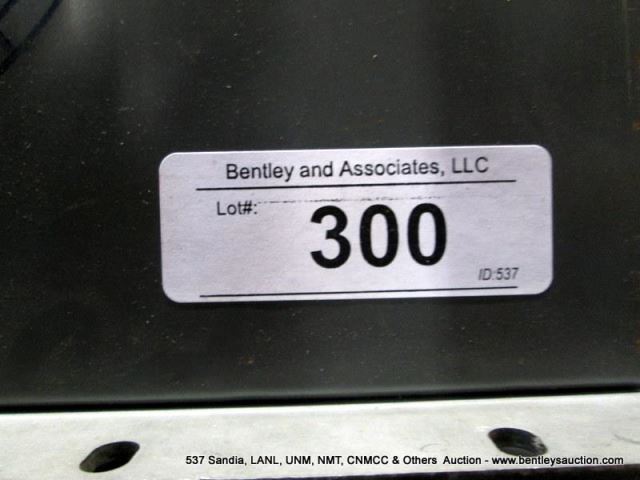 Bentley and Associates, LLC
Lot#:
300
ID:537
537 Sandia, LANL, UNM, NMT, CNMCC & Others Auction - www.bentleysauction.com